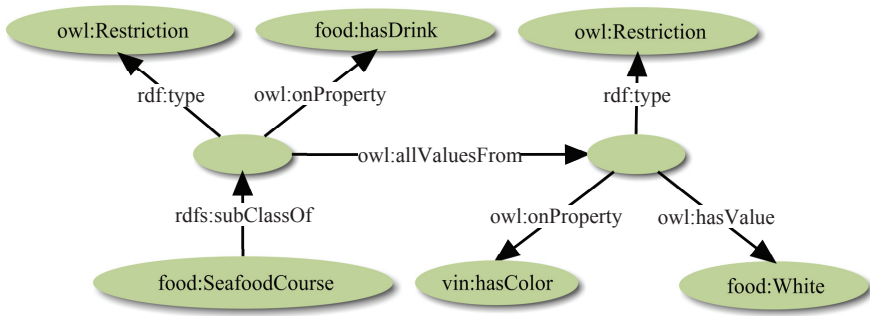 owl:Restriction
food:hasDrink
owl:Restriction
rdf:type
owl:onProperty
rdf:type
owl:allValuesFrom
rdfs:subClassOf
owl:onProperty
owl:hasValue
food:SeafoodCourse
vin:hasColor
food:White